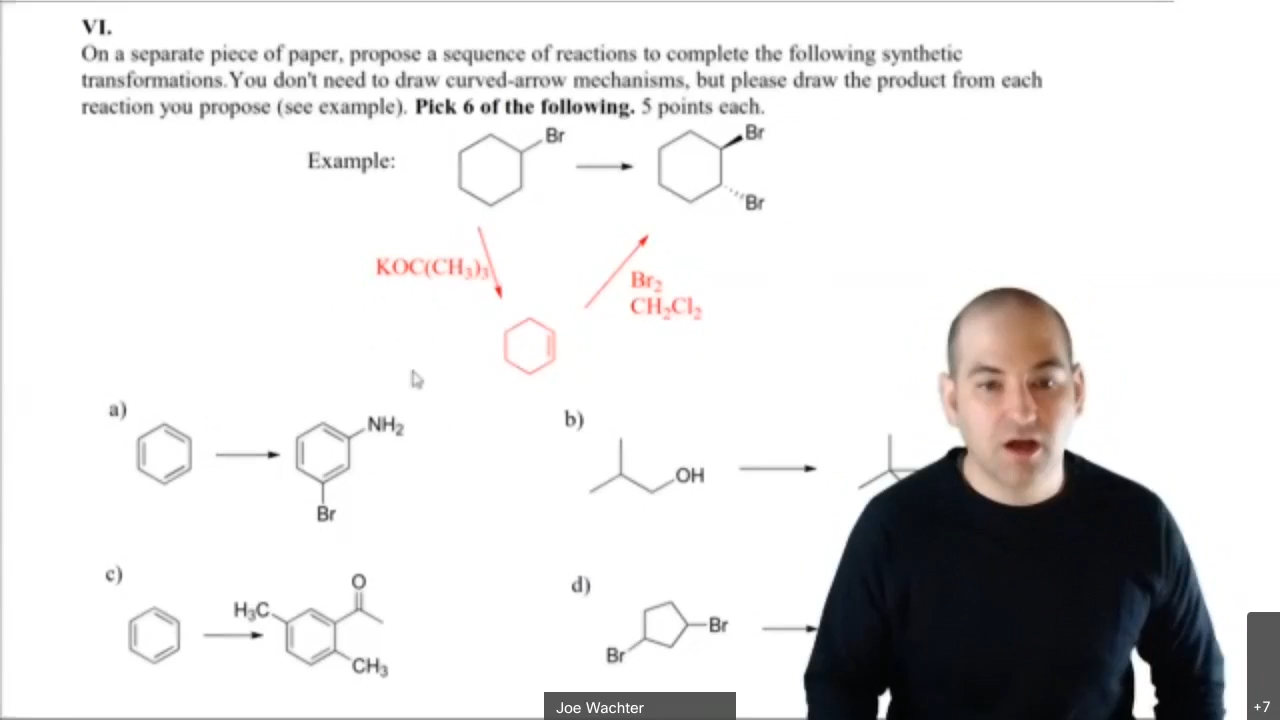 VI.
On a separate piece of paper, propose a sequence of reactions to complete the following synthetic
transformations. You don't need to draw curved-arrow mechanisms, but please draw the product from each
reaction you propose (see example). Pick 6 of the following. 5 points each.
Example:
Br
Br
Br
KOC(CH3)3
Br2
CH2Cl2
a)
NH2
Br
b)
OH
c)
H3C
O
CH3
d)
Br
Br
Joe Wachter
+7